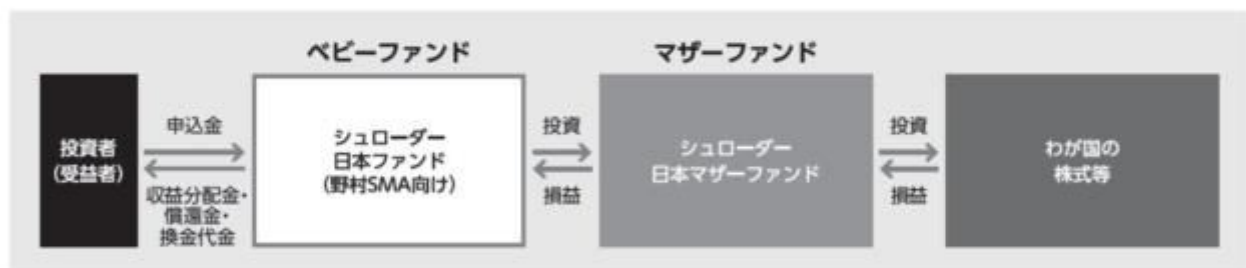 ベビーファンド
マザーファンド
投資者
(受益者)
申込金
収益分配金・
償還金・
換金代金
シュローダー
日本ファンド
(野村SMA向け)
投資
損益
シュローダー
日本マザーファンド
投資
損益
わが国の
株式等